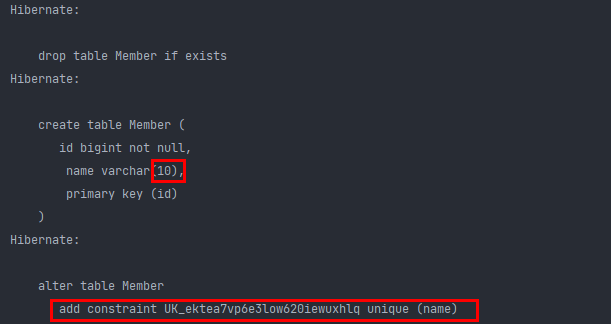 Hibernate:
drop table Member if exists
Hibernate:
create table Member (
id bigint not null,
name varchar(10),
primary key (id)
)
Hibernate:
alter table Member
add constraint UK_ektea7vp6e3low620iewuxhlq unique (name)